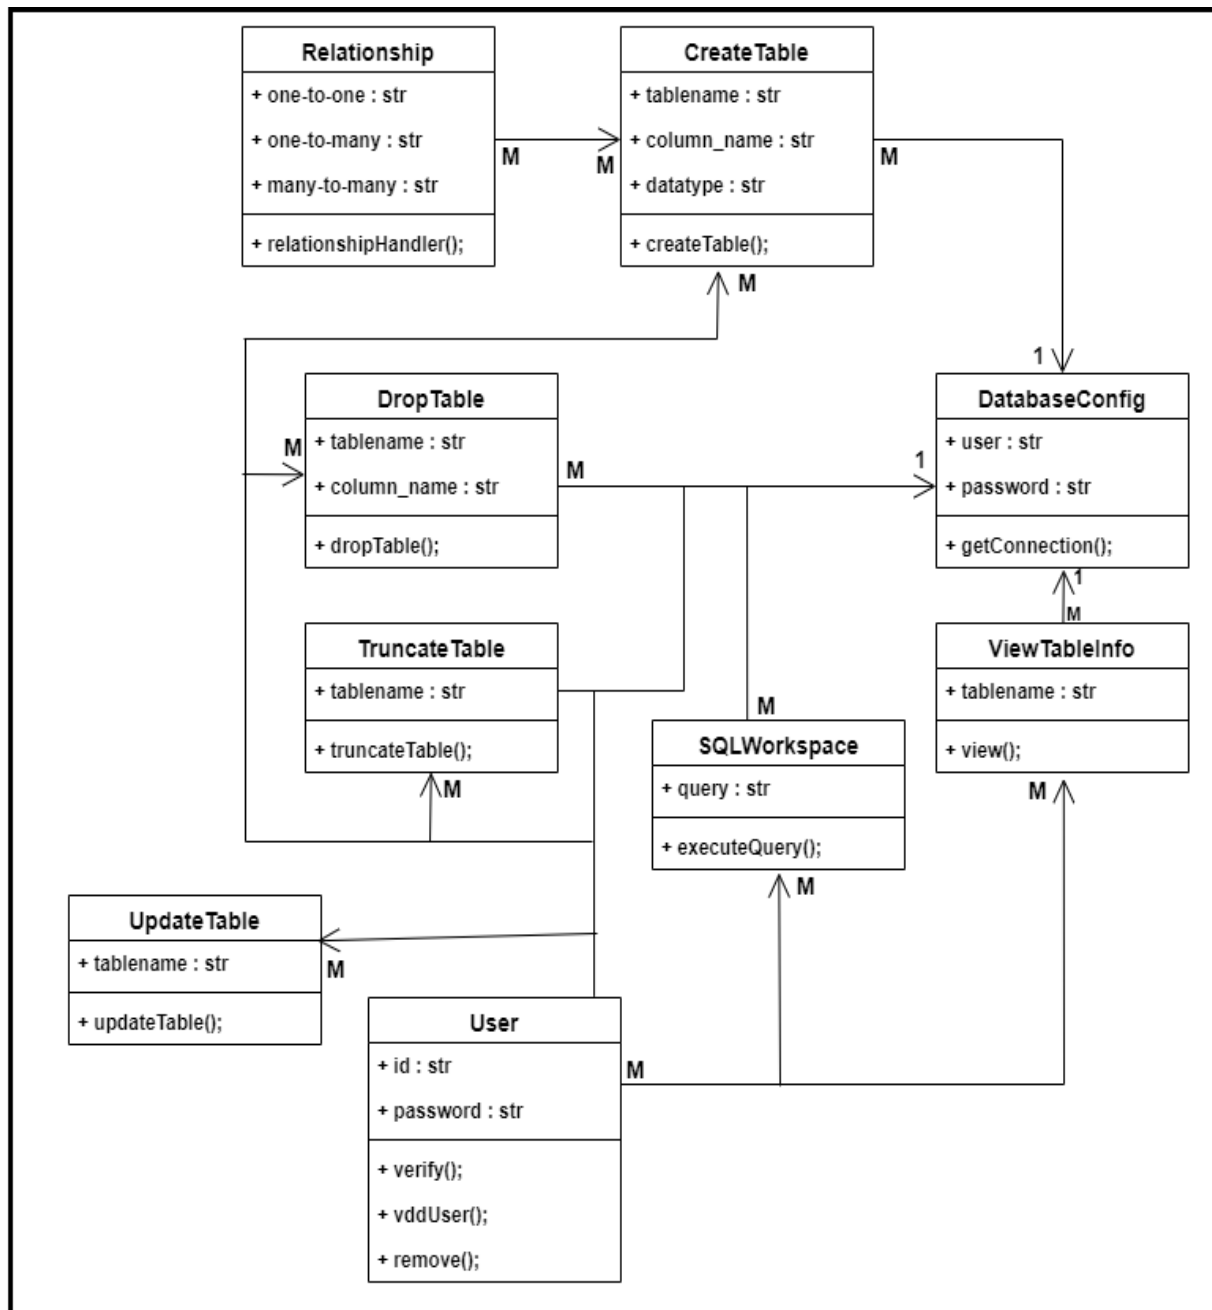 Relationship
+ one-to-one : str
+ one-to-many : str
+ many-to-many : str
+ relationshipHandler();
M
M
CreateTable
+ tablename : str
+ column_name : str
+ datatype : str
+ createTable();
M
M
1
DropTable
+ tablename : str
+ column_name : str
+ dropTable();
M
M
1
DatabaseConfig
+ user : str
+ password : str
+ getConnection();
1
M
TruncateTable
+ tablename : str
+ truncateTable();
M
M
SQLWorkspace
+ query : str
+ executeQuery();
M
ViewTableInfo
+ tablename : str
+ view();
M
UpdateTable
+ tablename : str
+ updateTable();
M
User
+ id : str
+ password : str
+ verify();
+ vddUser();
+ remove();
M